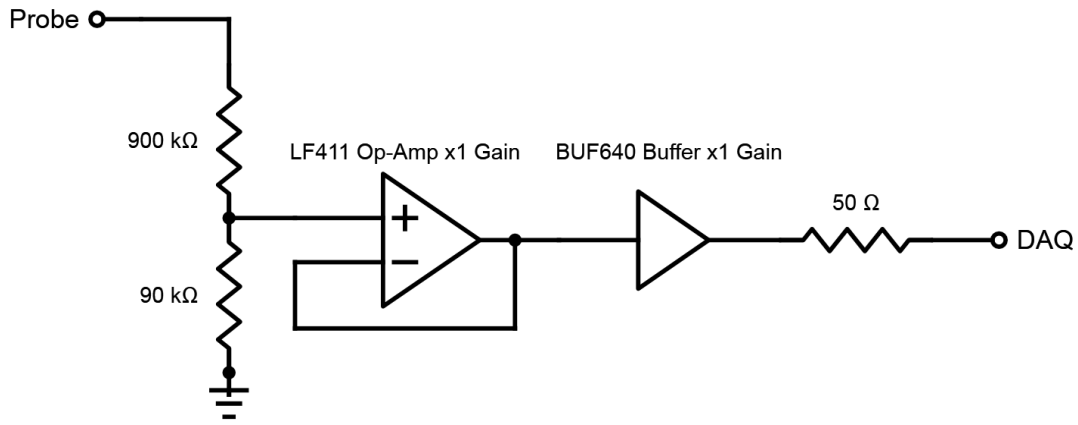 Probe
900 kΩ
LF411 Op-Amp x1 Gain
BUF640 Buffer x1 Gain
50 Ω
+
−
DAQ
90 kΩ